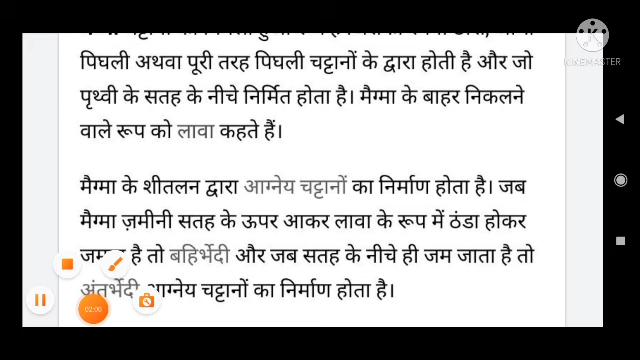 पिघली अथवा पूरी तरह पिघली चट्टानों के द्वारा होती है और जो
पृथ्वी के सतह के नीचे निर्मित होता है। मैग्मा के बाहर निकलने
वाले रूप को लावा कहते हैं।
मैग्मा के शीतलन द्वारा आग्नेय चट्टानों का निर्माण होता है। जब
मैग्मा ज़मीनी सतह के ऊपर आकर लावा के रूप में ठंडा होकर
है तो बहिर्भेदी और जब सतह के नीचे ही जम जाता है तो
अंतर्भेदी आग्नेय चट्टानों का निर्माण होता है।
02:00
KINEMASTER